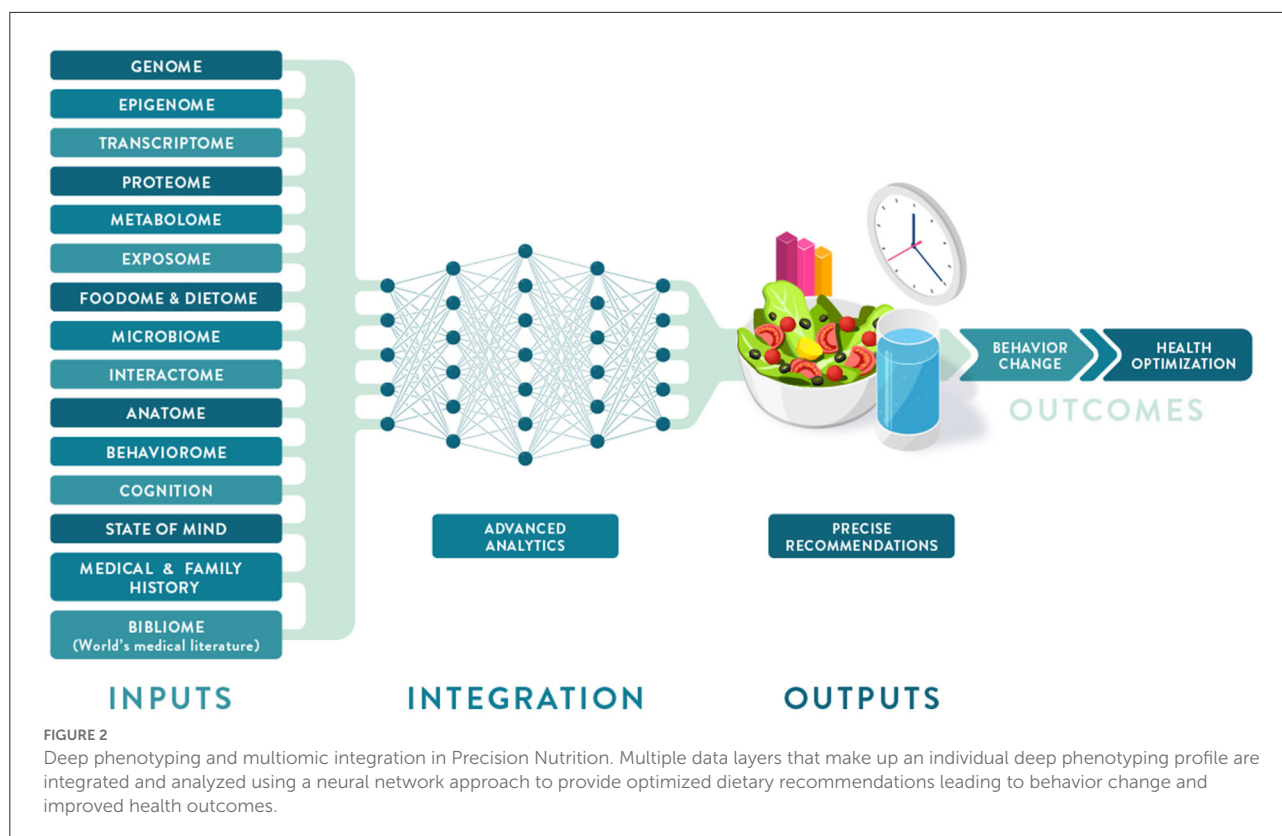 GENOME
EPIGENOME
TRANSCRIPTOME
PROTEOME
METABOLOME
EXPOSOME
FOODOME & DIETOME
MICROBIOME
INTERACTOME
ANATOME
BEHAVIOROME
COGNITION
STATE OF MIND
MEDICAL & FAMILY
HISTORY
BIBLIOME
(World's medical literature)
INPUTS
ADVANCED
ANALYTICS
INTEGRATION
PRECISE
RECOMMENDATIONS
OUTPUTS
BEHAVIOR
CHANGE
HEALTH
OPTIMIZATION
OUTCOMES
FIGURE 2
Deep phenotyping and multiomic integration in Precision Nutrition. Multiple data layers that make up an individual deep phenotyping profile are
integrated and analyzed using a neural network approach to provide optimized dietary recommendations leading to behavior change and
improved health outcomes.